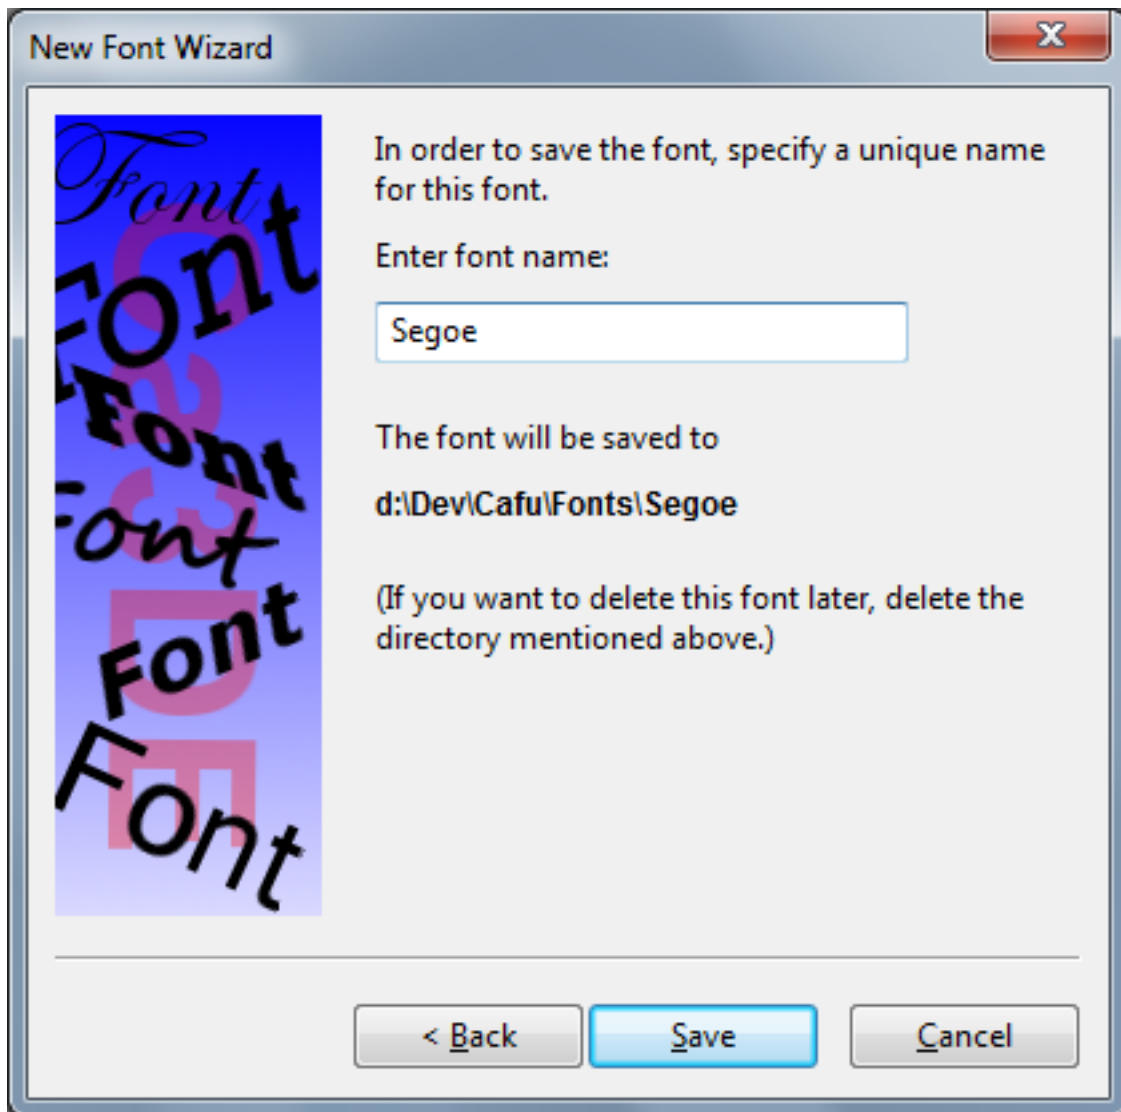 New Font Wizard
In order to save the font, specify a unique name
for this font.
Enter font name:
Segoe
The font will be saved to
d:\Dev\Cafu\Fonts\Segoe
(If you want to delete this font later, delete the
directory mentioned above.)
Font
Font
Font
Font
Font
Font
Ca3DE
< Back
Save
Cancel